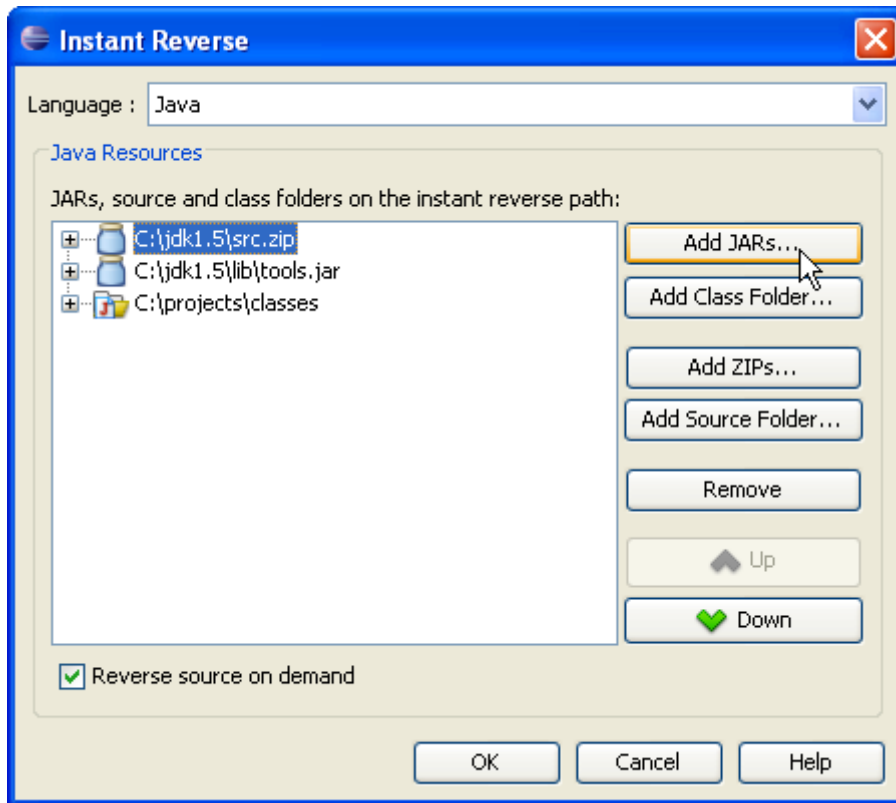 Instant Reverse
Language : Java
Java Resources
JARs, source and class folders on the instant reverse path:
C:\jdk1.5\src.zip
C:\jdk1.5\lib\tools.jar
C:\projects\classes
Add JARs...
Add Class Folder...
Add ZIPs...
Add Source Folder...
Remove
Up
Down
Reverse source on demand
OK Cancel Help